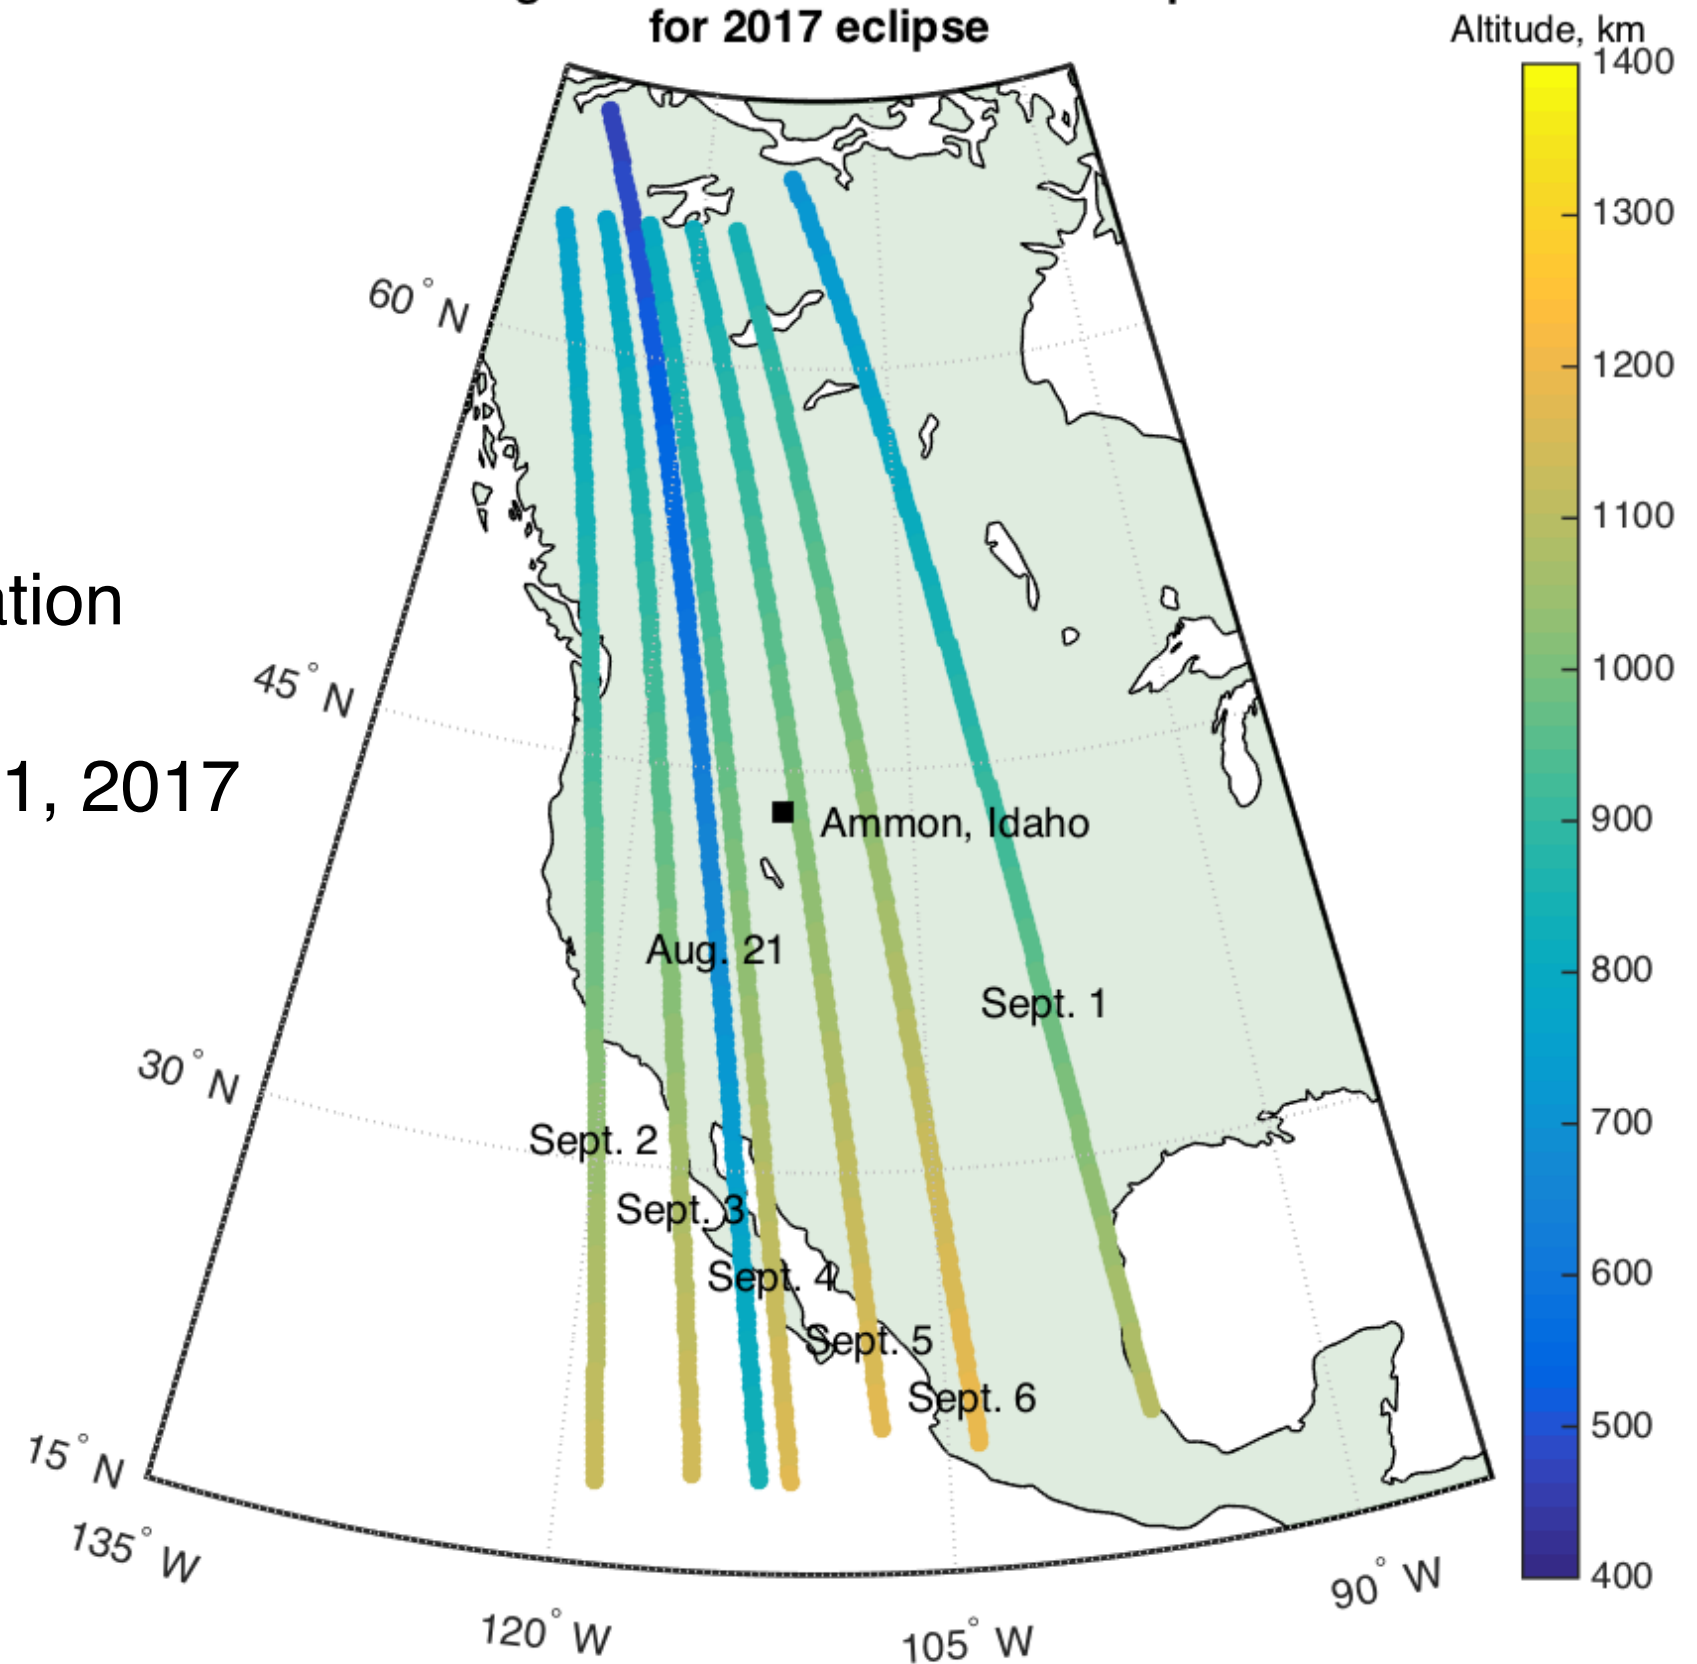 for 2017 eclipse
Altitude, km
1400
1300
1200
1100
1000
900
800
700
600
500
400
60° N
45° N
30° N
15° N
135° W
120° W
105° W
90° W
1, 2017
Ammon, Idaho
Aug. 21
Sept. 1
Sept. 2
Sept. 3
Sept. 4
Sept. 5
Sept. 6